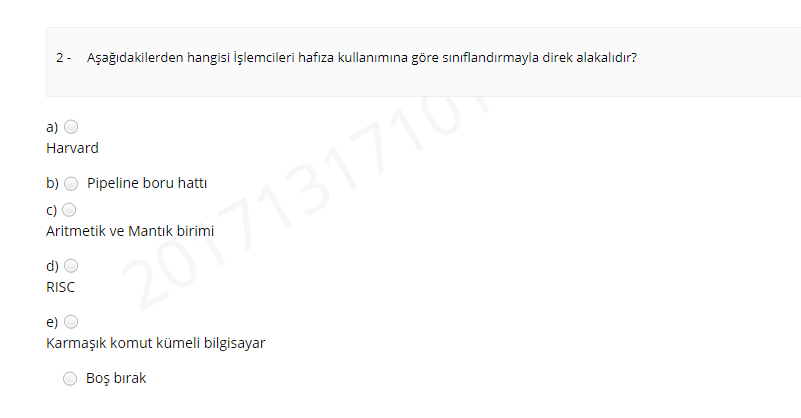 2 - Aşağıdakilerden hangisi İşlemcileri hafıza kullanımına göre sınıflandırmayla direk alakalıdır?
a)
Harvard
b) Pipeline boru hattı
c)
Aritmetik ve Mantık birimi
d)
RISC
e)
Karmaşık komut kümeli bilgisayar
Boş bırak